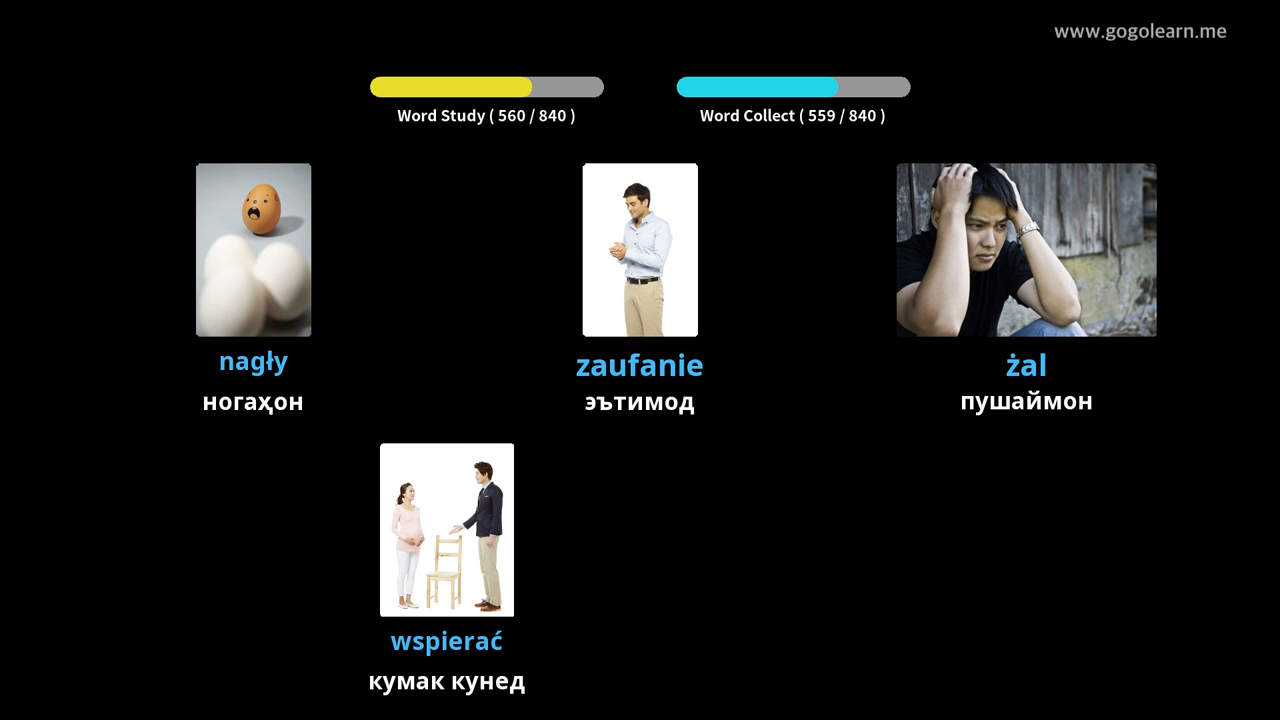 www.gogolearn.me
Word Study ( 560 / 840 )
Word Collect ( 559 / 840 )
nagły
ногаҳон
zaufanie
эътимод
żal
пушаймон
wspierać
кумак кунед